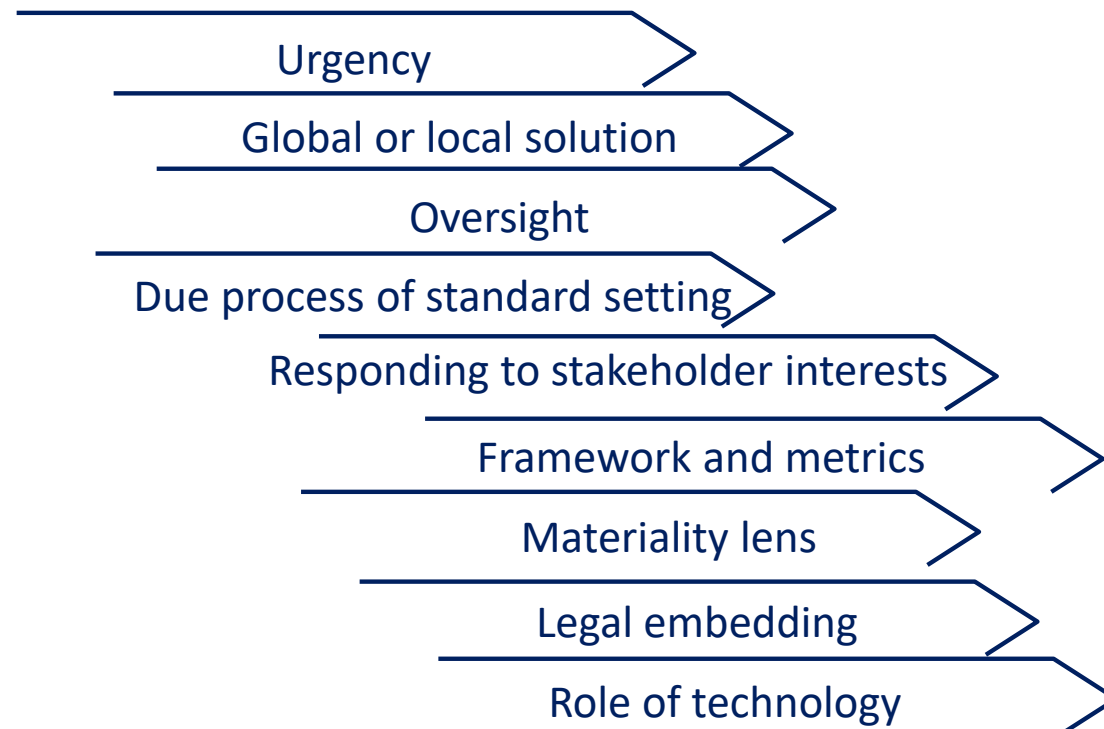 Urgency
Global or local solution
Oversight
Due process of standard setting
Responding to stakeholder interests
Framework and metrics
Materiality lens
Legal embedding
Role of technology